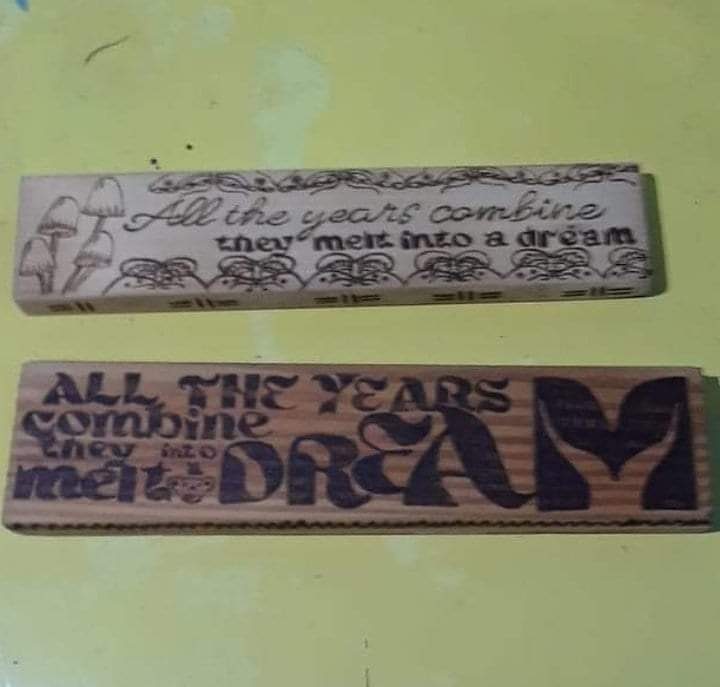 All the years combine
they melt into a dream
ALL THE YEARS
combine
they into
melt a DREAM